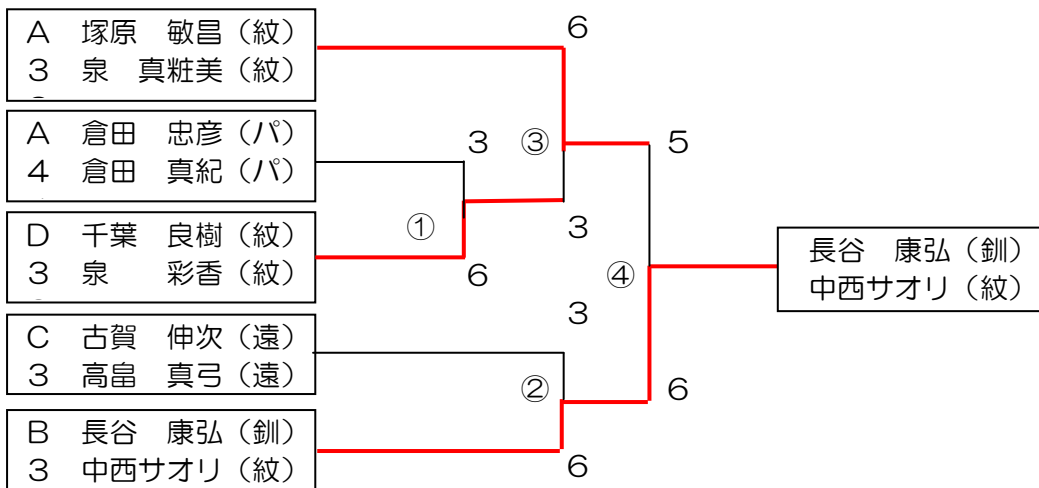 A 塚原 敏昌（紋）
3 泉 真粧美（紋）
A 倉田 忠彦（パ）
4 倉田 真紀（パ）
D 千葉 良樹（紋）
3 泉 彩香（紋）
C 古賀 伸次（遠）
3 高畠 真弓（遠）
B 長谷 康弘（釧）
3 中西サオリ（紋）
6
3
③
5
①
3
6
④
3
②
6
6
長谷 康弘（釧）
中西サオリ（紋）